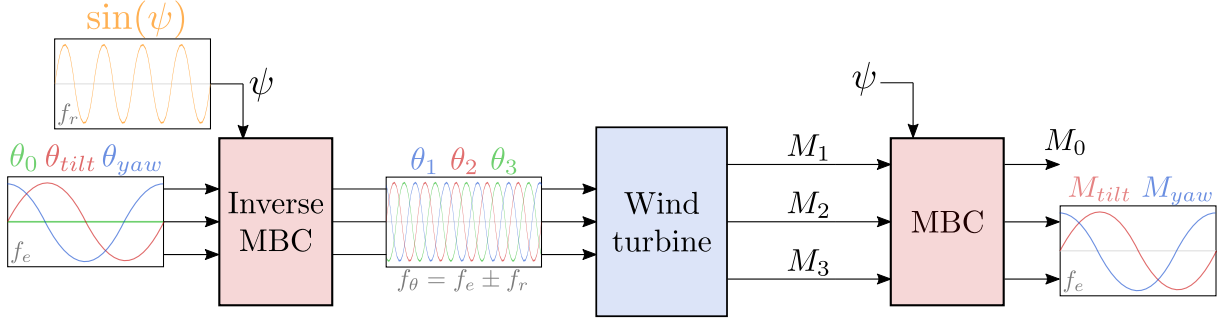 sin(ψ)
f_r
ψ
θ_0 θ_tilt θ_yaw
f_e
Inverse
MBC
θ_1 θ_2 θ_3
f_θ = f_e ± f_r
Wind
turbine
M_1
M_2
M_3
ψ
MBC
M_0
M_tilt M_yaw
f_e